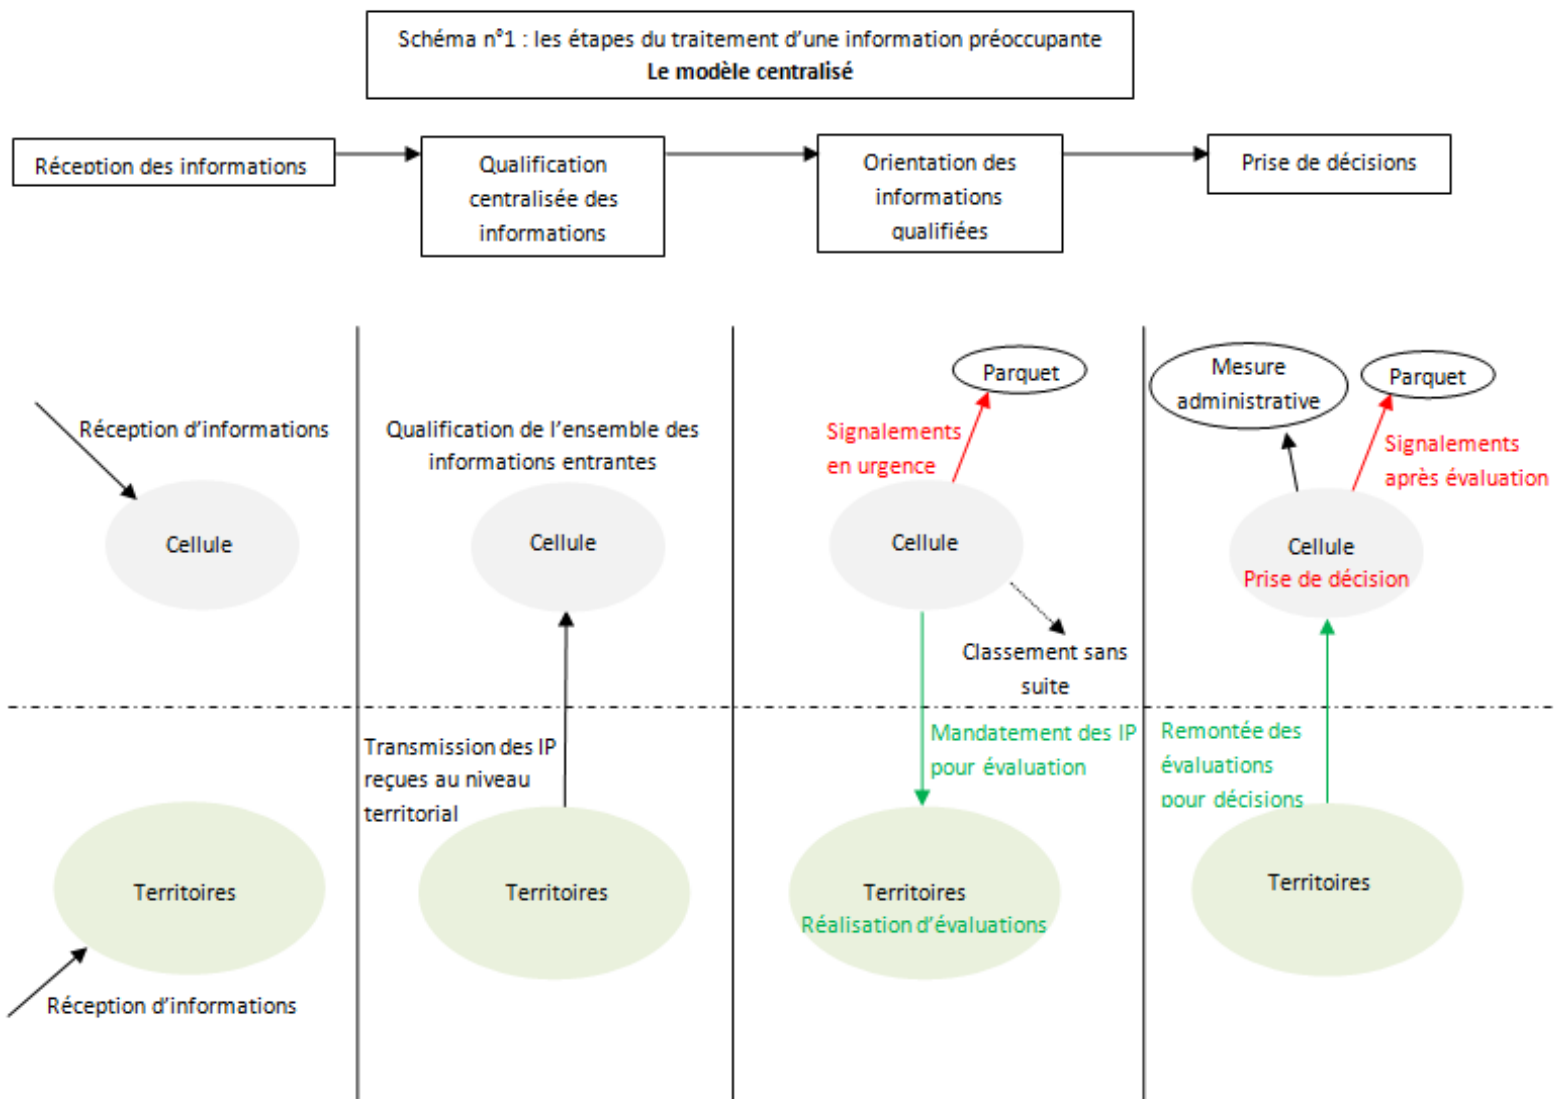 Schéma n°1 : les étapes du traitement d'une information préoccupante
Le modèle centralisé
Réception des informations
Qualification
centralisée des
informations
Orientation des
informations
qualifiées
Prise de décisions
Réception d'informations
Cellule
Territoires
Réception d'informations
Qualification de l'ensemble des
informations entrantes
Cellule
Transmission des IP
reçues au niveau
territorial
Territoires
Parquet
Signalements
en urgence
Cellule
Classement sans
suite
Mandatement des IP
pour évaluation
Territoires
Réalisation d'évaluations
Mesure
administrative
Parquet
Signalements
après évaluation
Cellule
Prise de décision
Remontée des
évaluations
pour décisions
Territoires